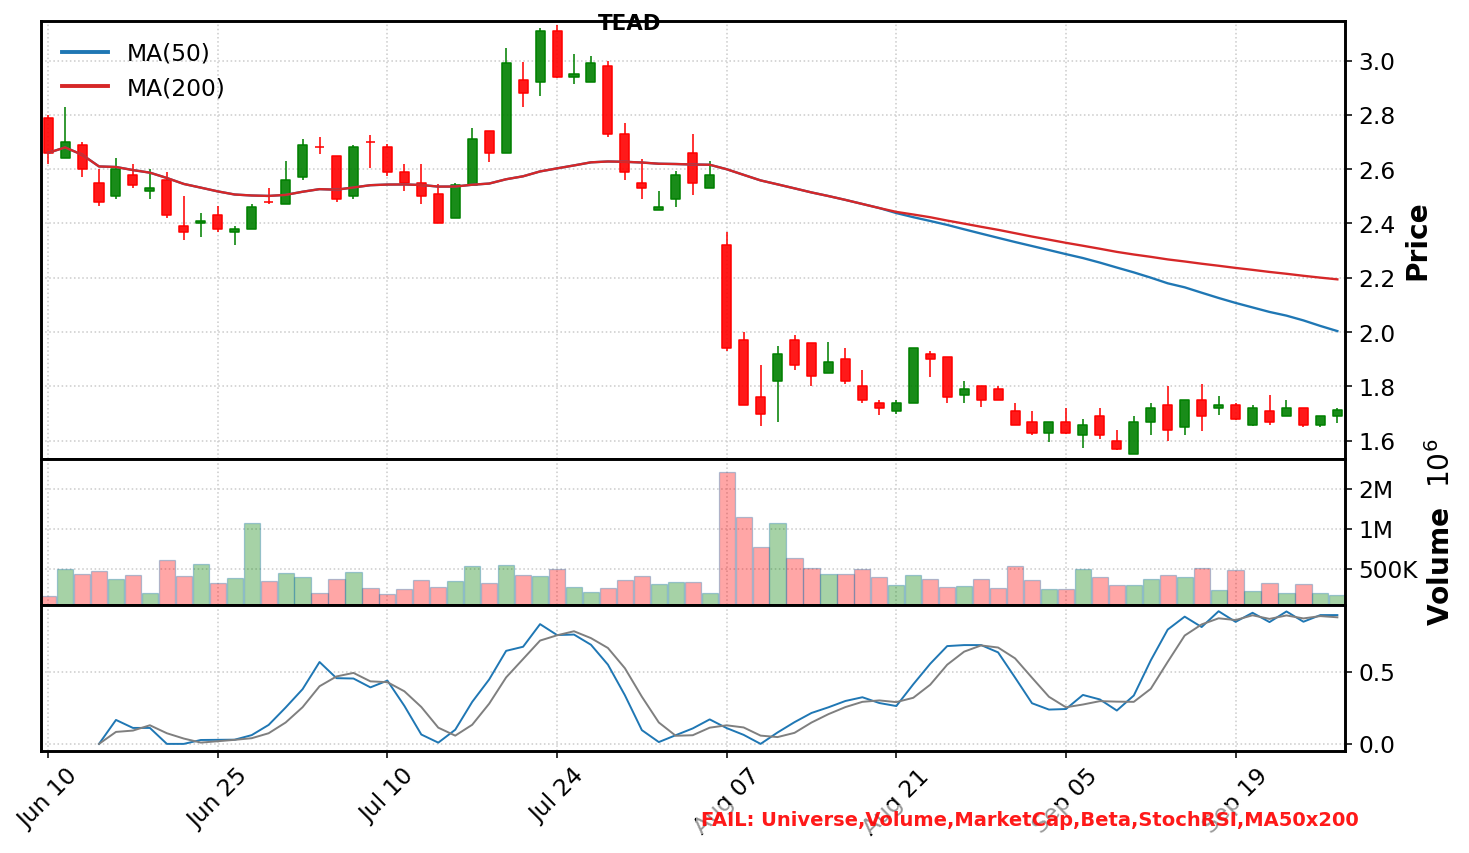 TEAD
MA(50)
MA(200)
3.0
2.8
2.6
2.4
2.2
2.0
1.8
1.6
Price
2M
1M
500K
Volume 10⁶
0.5
0.0
Jun 10
Jun 25
Jul 10
Jul 24
Aug 07
Aug 21
Sep 05
Sep 19
FAIL: Universe,Volume,MarketCap,Beta,StochRSI,MA50x200